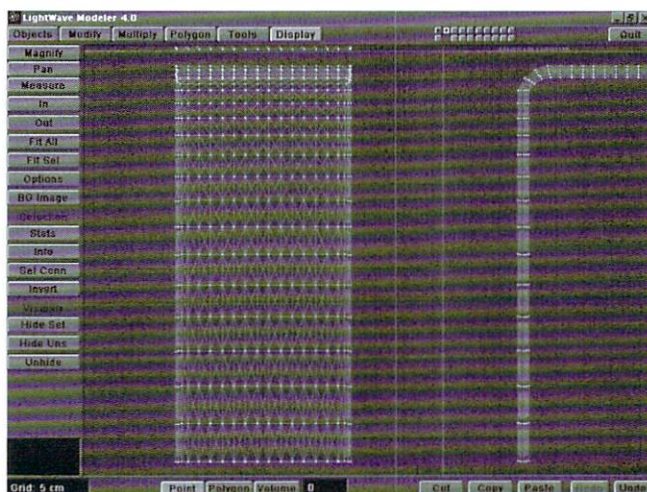 LightWave Modeler 4.0
Objects Modify Multiply Polygon Tools Display Quit
Magnify
Pan
Measure
In
Out
Fit All
Fit Sel
Options
BG Image
Selection
Stats
Info
Sel Conn
Invert
Visibility
Hide Sel
Hide Uns
Unhide
Grid: 5 cm Point Polygon Volume 0 Cut Copy Paste Undo